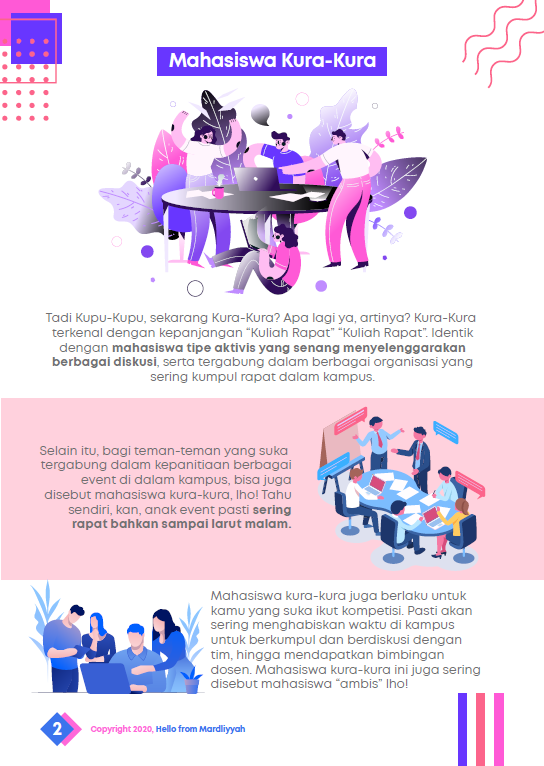 Mahasiswa Kura-Kura
Tadi Kupu-Kupu, sekarang Kura-Kura? Apa lagi ya, artinya? Kura-Kura
terkenal dengan kepanjangan “Kuliah Rapat” “Kuliah Rapat”. Identik
dengan mahasiswa tipe aktivis yang senang menyelenggarakan
berbagai diskusi, serta tergabung dalam berbagai organisasi yang
sering kumpul rapat dalam kampus.
Selain itu, bagi teman-teman yang suka
tergabung dalam kepanitiaan berbagai
event di dalam kampus, bisa juga
disebut mahasiswa kura-kura, lho! Tahu
sendiri, kan, anak event pasti sering
rapat bahkan sampai larut malam.
Mahasiswa kura-kura juga berlaku untuk
kamu yang suka ikut kompetisi. Pasti akan
sering menghabiskan waktu di kampus
untuk berkumpul dan berdiskusi dengan
tim, hingga mendapatkan bimbingan
dosen. Mahasiswa kura-kura ini juga sering
disebut mahasiswa “ambis” lho!
2
Copyright 2020, Hello from Mardliyyah